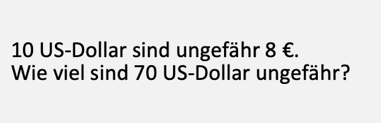 10 US-Dollar sind ungefähr 8 €.
Wie viel sind 70 US-Dollar ungefähr?